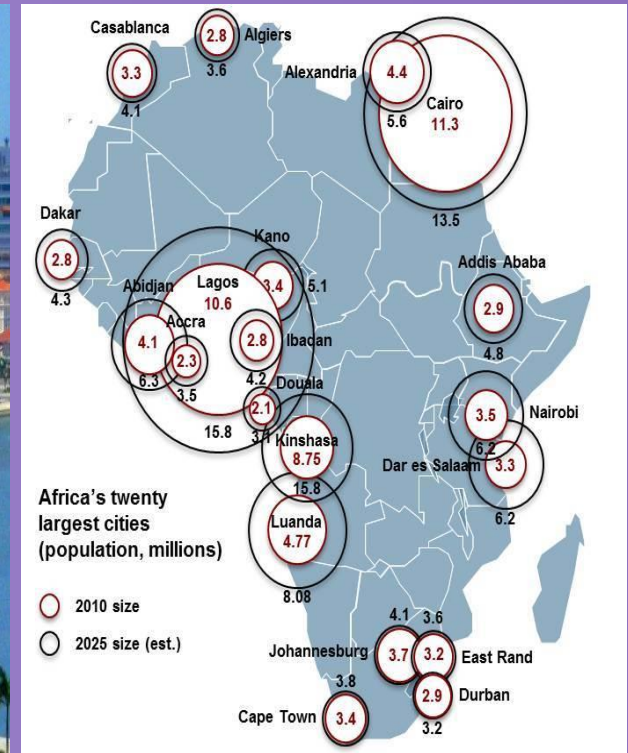 Casablanca
3.3
4.1
2.8
Algiers
3.6
Alexandria
4.4
5.6
Cairo
11.3
13.5
Dakar
2.8
4.3
Kano
3.4
5.1
Lagos
10.6
15.8
Abidjan
4.1
6.3
Accra
2.3
3.5
2.8
Ibadan
4.2
Douala
2.1
3.1
Addis Ababa
2.9
4.8
Kinshasa
8.75
15.8
3.5
Nairobi
6.2
Dar es Salaam
3.3
6.2
Luanda
4.77
8.08
Africa's twenty
largest cities
(population, millions)
2010 size
2025 size (est.)
4.1
3.6
Johannesburg
3.7
3.2
East Rand
2.9
Durban
3.2
3.8
Cape Town
3.4